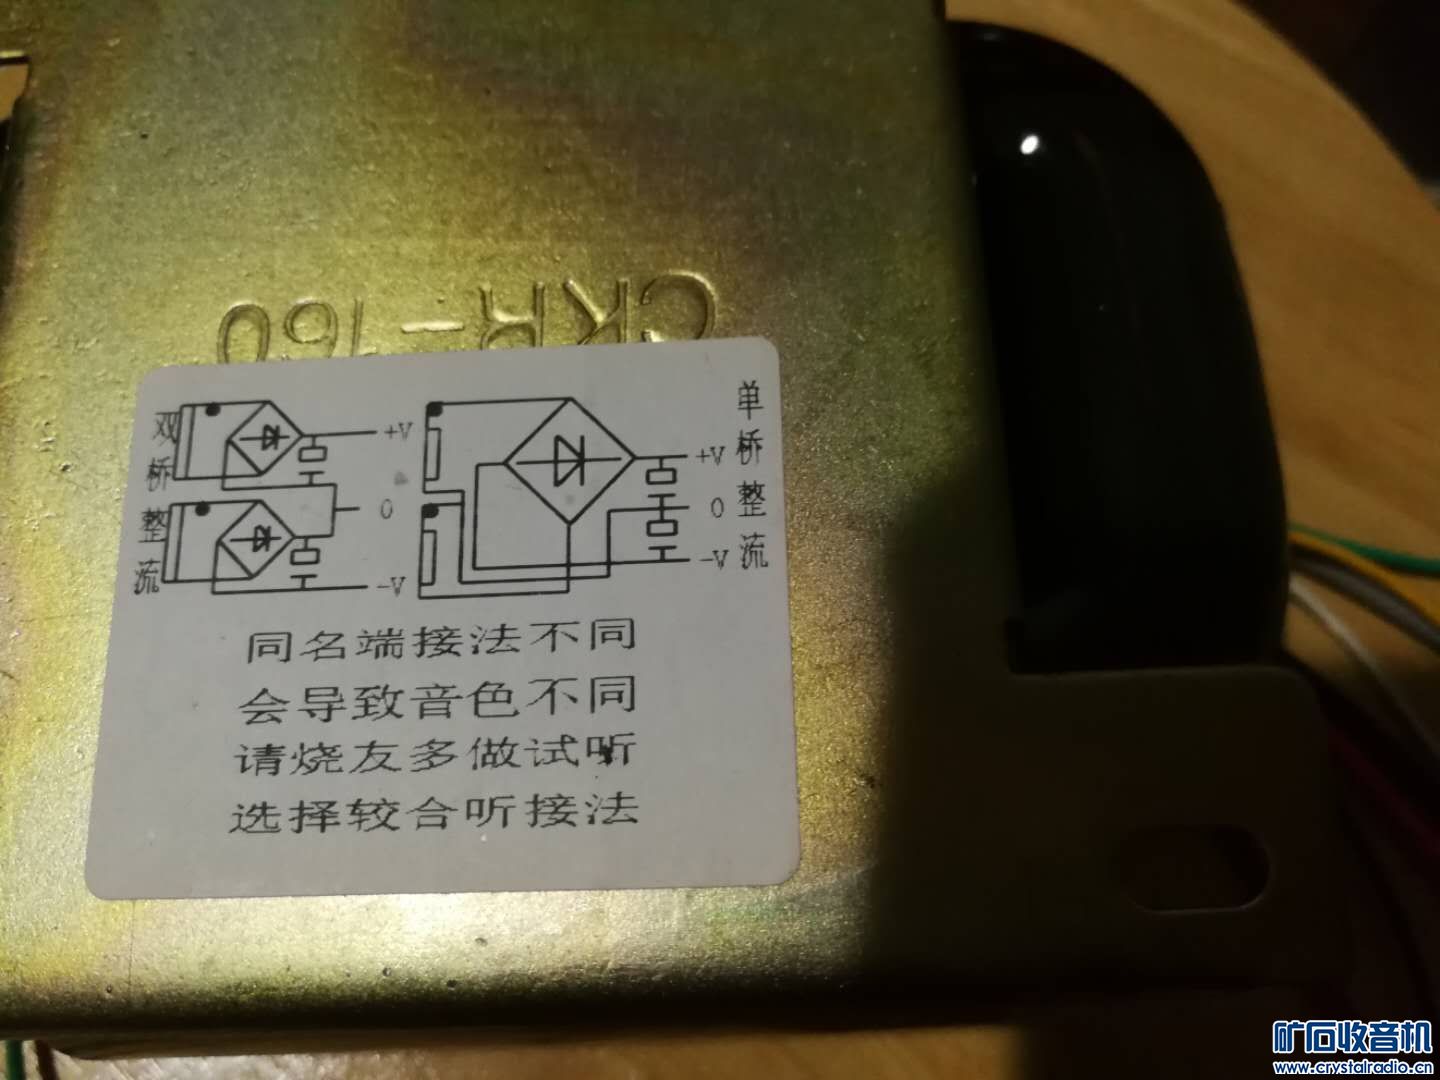 CKR-160
双桥整流
+V
0
-V
单桥整流
+V
0
-V
同名端接法不同
会导致音色不同
请烧友多做试听
选择较合听接法
矿石收音机
www.crystalradio.cn